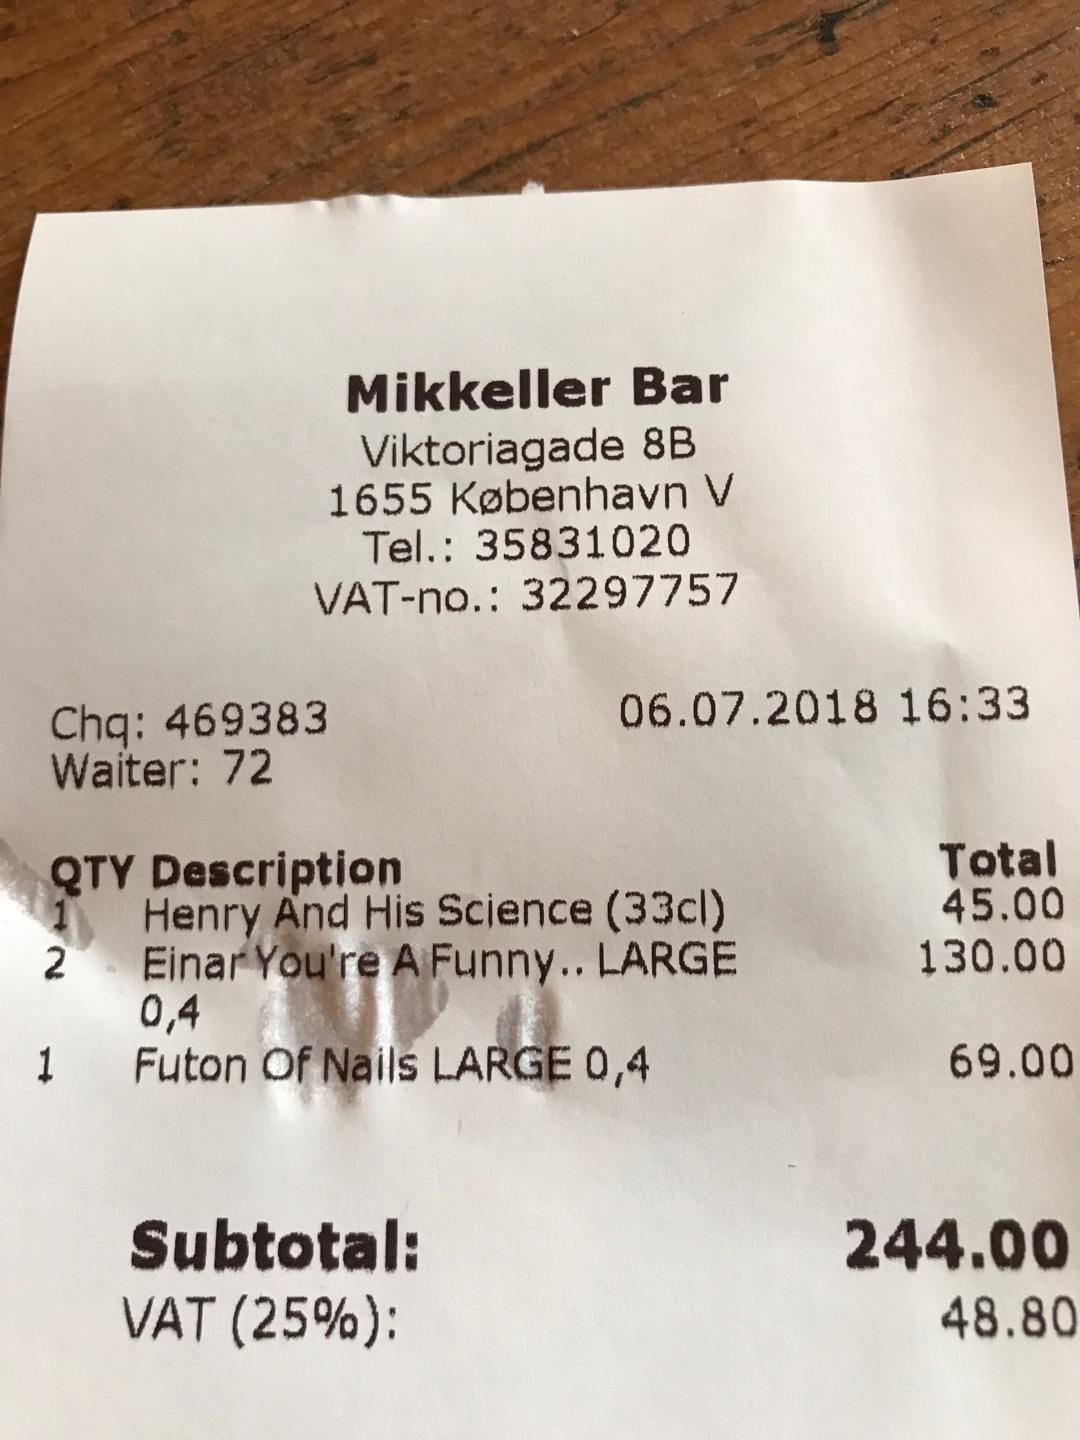 Mikkeller Bar
Viktoriagade 8B
1655 København V
Tel.: 35831020
VAT-no.: 32297757
Chq: 469383 06.07.2018 16:33
Waiter: 72
QTY Description Total
1 Henry And His Science (33cl) 45.00
2 Einar You're A Funny.. LARGE 130.00
0,4
1 Futon Of Nails LARGE 0,4 69.00
Subtotal: 244.00
VAT (25%): 48.80